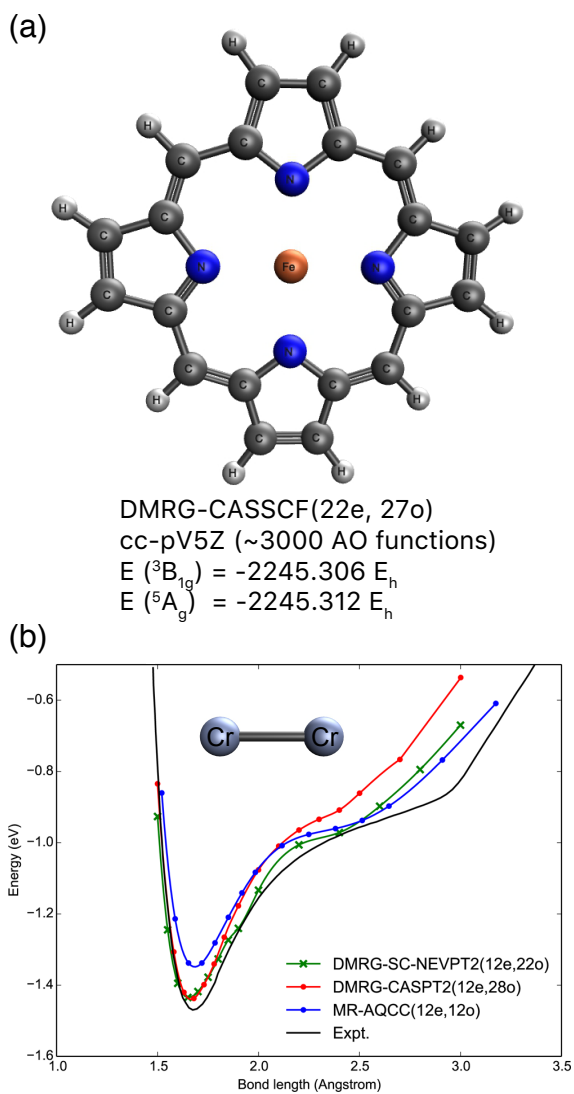 (a)
H H
C C
H C C H
C N C
H C C H
C C
N Fe N
C C
H C C H
N
C C
C C
H H
C C
H H
DMRG-CASSCF(22e, 27o)
cc-pV5Z (~3000 AO functions)
E (³B₁g) = -2245.306 Eₕ
E (⁵Ag) = -2245.312 Eₕ
(b)
Cr Cr
Energy (eV)
−0.6
−0.8
−1.0
−1.2
−1.4
−1.6
DMRG-SC-NEVPT2(12e,22o)
DMRG-CASPT2(12e,28o)
MR-AQCC(12e,12o)
Expt.
1.0 1.5 2.0 2.5 3.0 3.5
Bond length (Angstrom)